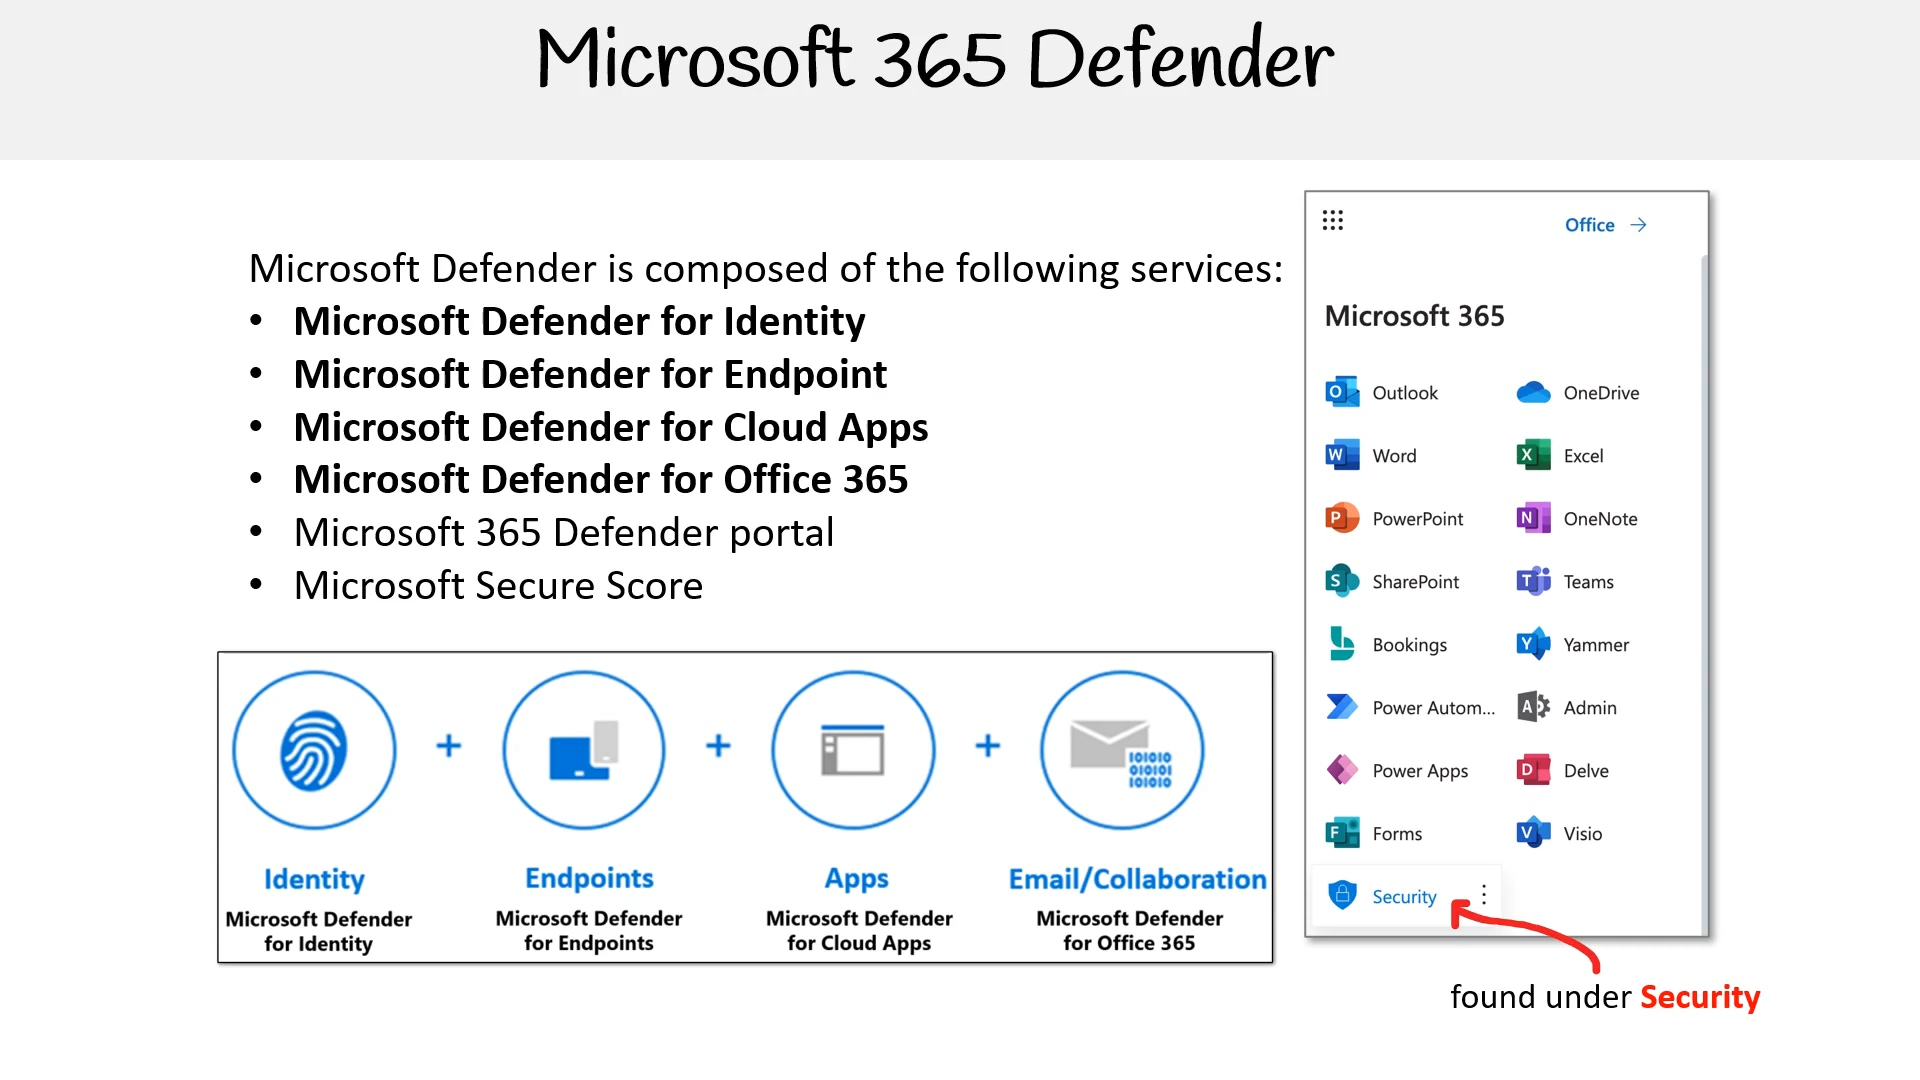 Microsoft 365 Defender
Microsoft Defender is composed of the following services:
• Microsoft Defender for Identity
• Microsoft Defender for Endpoint
• Microsoft Defender for Cloud Apps
• Microsoft Defender for Office 365
• Microsoft 365 Defender portal
• Microsoft Secure Score
Identity
Microsoft Defender
for Identity
+
Endpoints
Microsoft Defender
for Endpoints
+
Apps
Microsoft Defender
for Cloud Apps
+
010101
010101
101010
Email/Collaboration
Microsoft Defender
for Office 365
Office →
Microsoft 365
Outlook OneDrive
Word Excel
PowerPoint OneNote
SharePoint Teams
Bookings Yammer
Power Autom... Admin
Power Apps Delve
Forms Visio
Security
found under Security